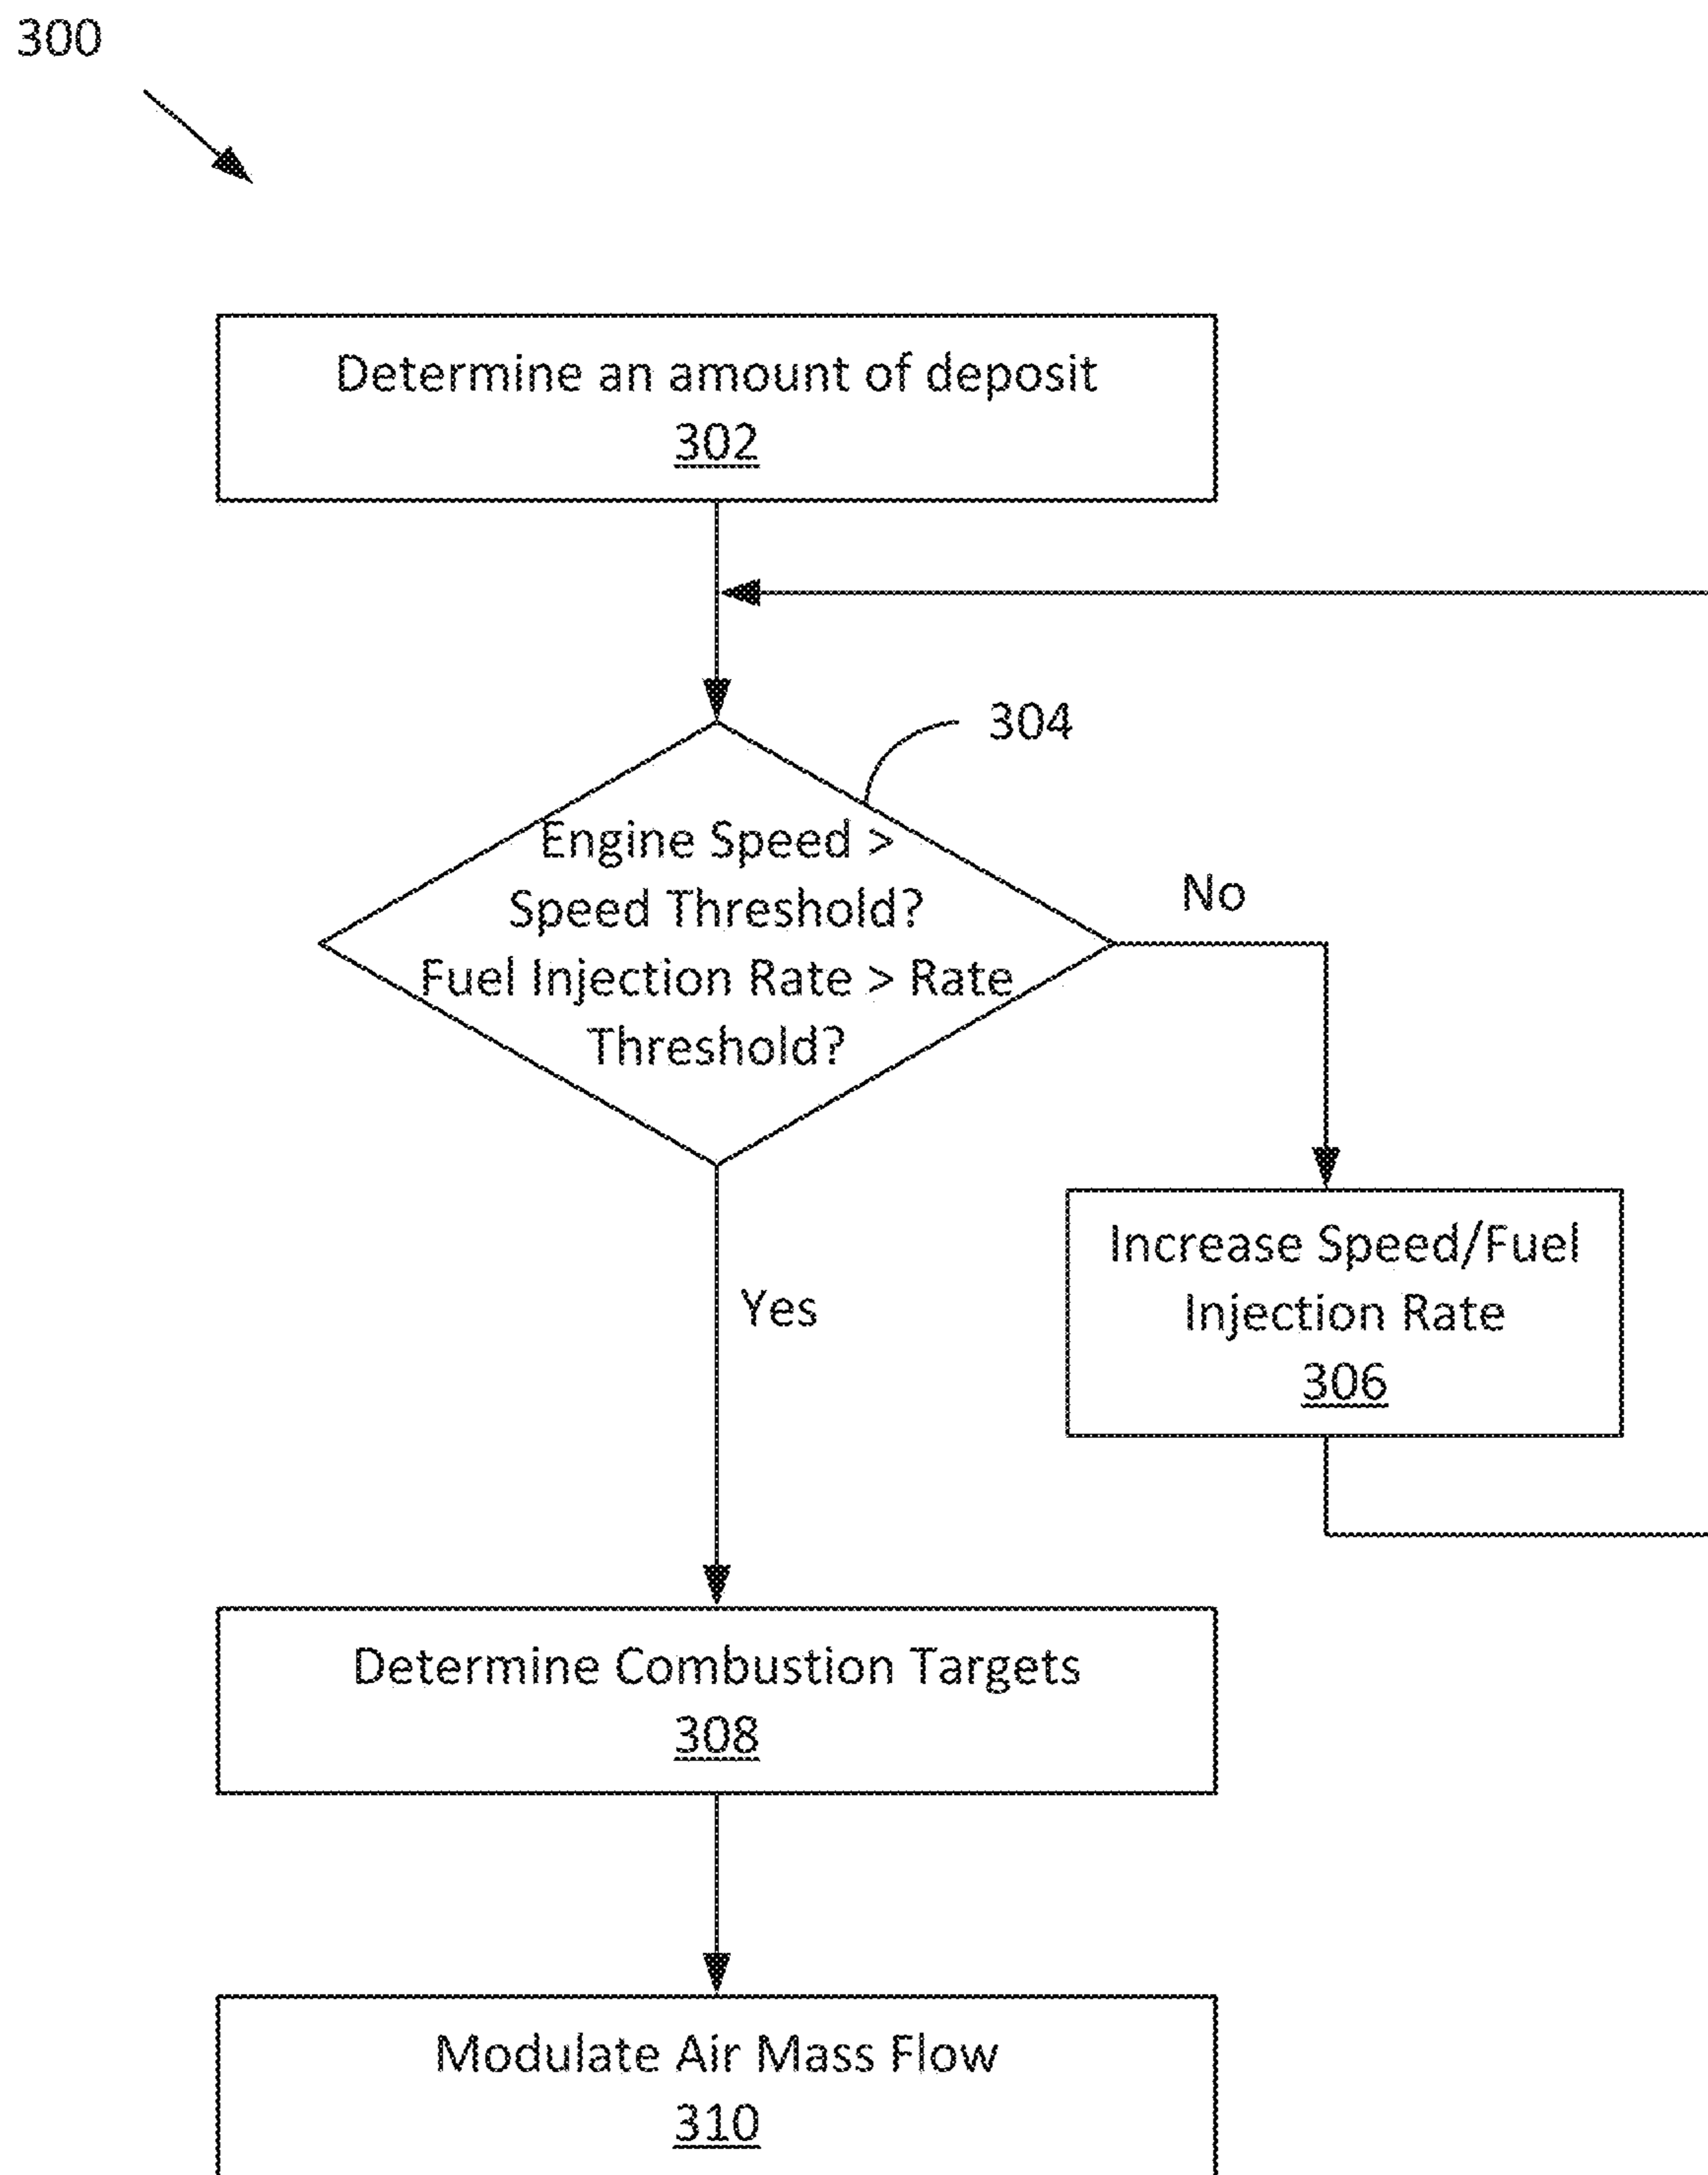 300
Determine an amount of deposit
302
304
Engine Speed >
Speed Threshold?
Fuel Injection Rate > Rate
Threshold?
No
Increase Speed/Fuel
Injection Rate
306
Yes
Determine Combustion Targets
308
Modulate Air Mass Flow
310